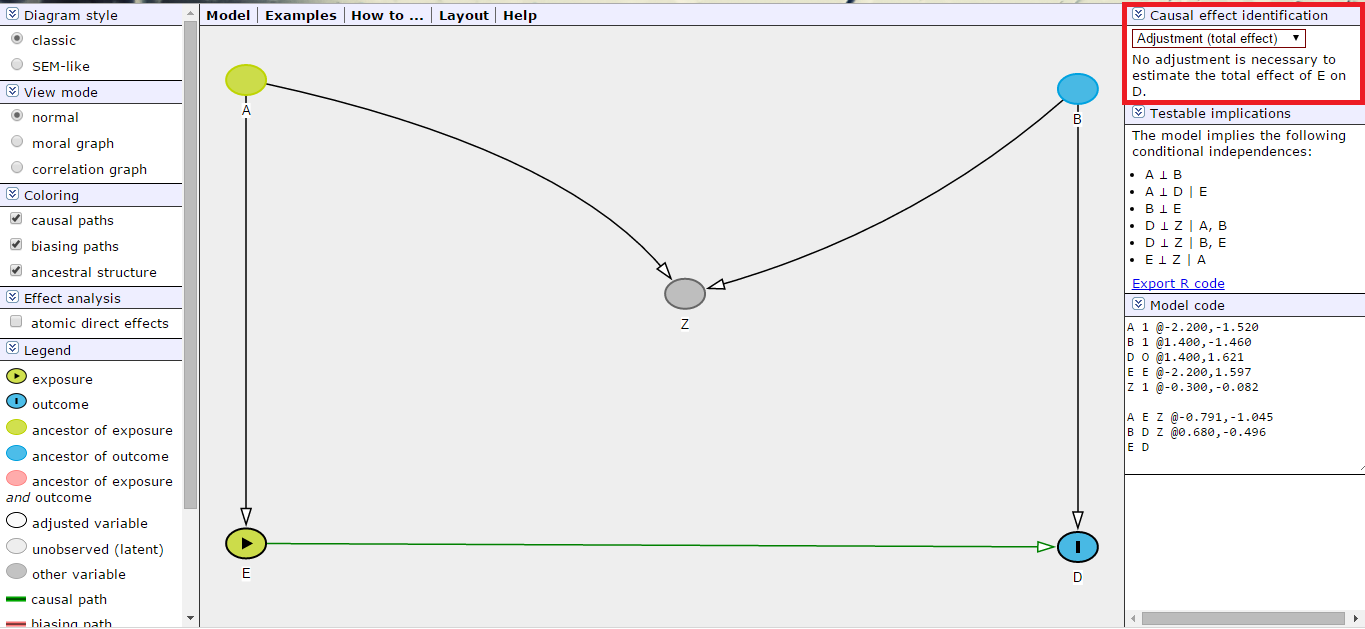 Diagram style
classic
SEM-like
View mode
normal
moral graph
correlation graph
Coloring
causal paths
biasing paths
ancestral structure
Effect analysis
atomic direct effects
Legend
exposure
outcome
ancestor of exposure
ancestor of outcome
ancestor of exposure
and outcome
adjusted variable
unobserved (latent)
other variable
causal path
biasing path
Model Examples How to ... Layout Help
A
B
Z
E
D
Causal effect identification
Adjustment (total effect)
No adjustment is necessary to
estimate the total effect of E on
D.
Testable implications
The model implies the following
conditional independences:
• A ⊥ B
• A ⊥ D | E
• B ⊥ E
• D ⊥ Z | A, B
• D ⊥ Z | B, E
• E ⊥ Z | A
Export R code
Model code
A 1 @-2.200,-1.520
B 1 @1.400,-1.460
D O @1.400,1.621
E E @-2.200,1.597
Z 1 @-0.300,-0.082
A E Z @-0.791,-1.045
B D Z @0.680,-0.496
E D